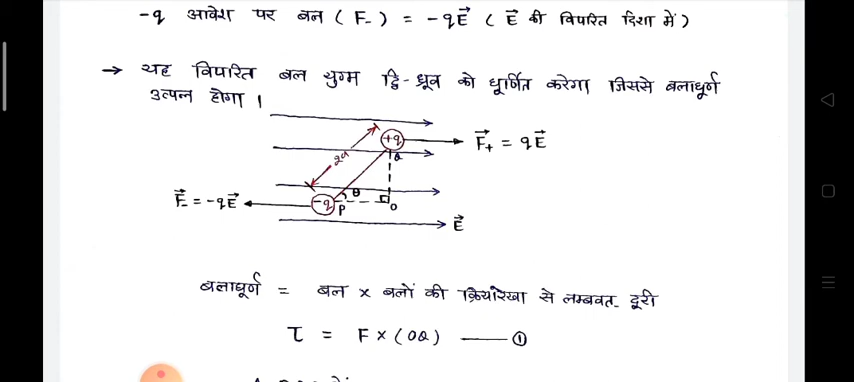 -q आवेश पर बल (F_) = -qE⃗ ( E⃗ की विपरित दिशा में)
→ यह विपरित बल युग्म द्वि-ध्रुव को घूर्णित करेगा जिससे बलाघूर्ण
उत्पन होगा ।
+q
F⃗₊ = qE⃗
2a
Q
θ
F⃗_ = -qE⃗
-q
P
O
E⃗
बलाघूर्ण = बल × बलों की क्रियारेखा से लम्बवत् दूरी
τ = F × (OQ) —— ①